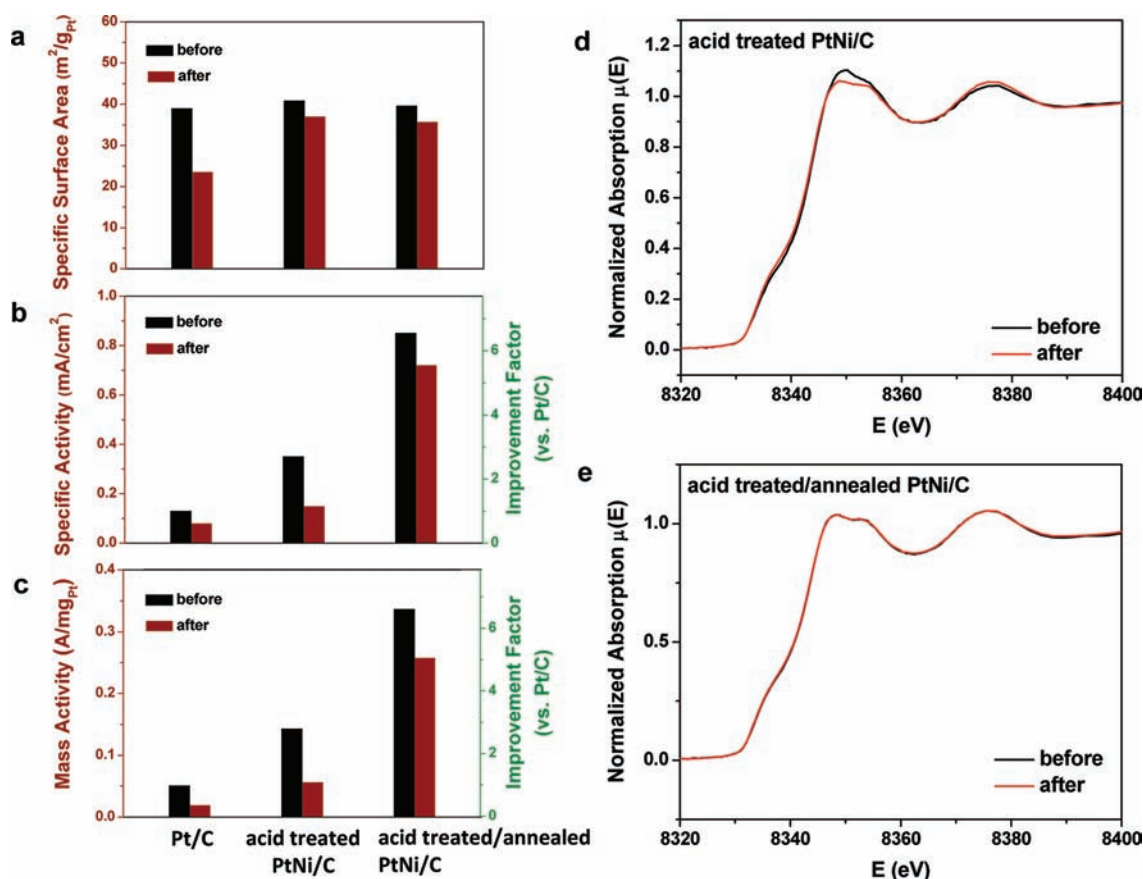 a
Specific Surface Area (m²/g_Pt)
60
50
40
30
20
10
0
before
after
b
Specific Activity (mA/cm²)
1.0
0.8
0.6
0.4
0.2
0.0
before
after
6
4
2
0
Improvement Factor
(vs. Pt/C)
c
Mass Activity (A/mg_Pt)
0.4
0.3
0.2
0.1
0.0
before
after
6
4
2
0
Improvement Factor
(vs. Pt/C)
Pt/C
acid treated
PtNi/C
acid treated/annealed
PtNi/C
d
acid treated PtNi/C
Normalized Absorption μ(E)
1.2
1.0
0.8
0.6
0.4
0.2
0.0
before
after
8320 8340 8360 8380 8400
E (eV)
e
acid treated/annealed PtNi/C
Normalized Absorption μ(E)
1.0
0.5
0.0
before
after
8320 8340 8360 8380 8400
E (eV)